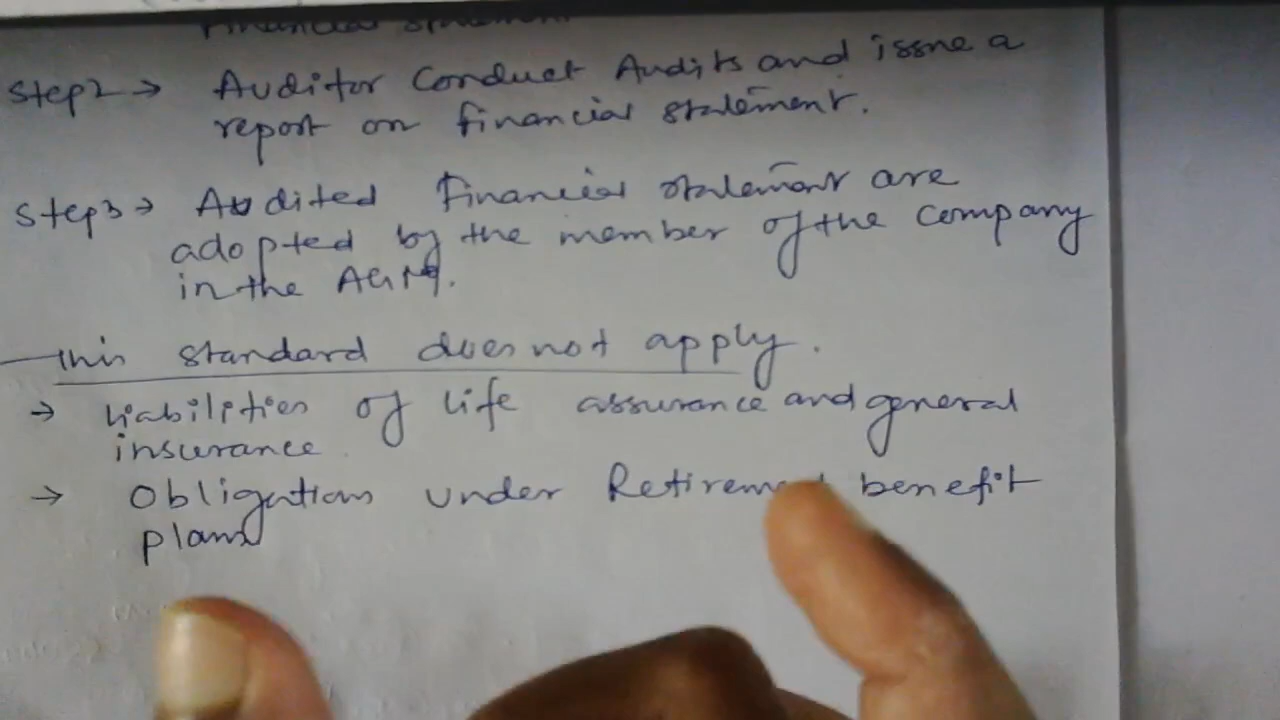 Financial statement
Step2 → Auditor Conduct Audits and issue a
report on financial statement.
Step3 → Audited Financial statement are
adopted by the member of the company
in the AGM.
This standard does not apply.
→ Liabilities of life assurance and general
insurance
→ Obligations under Retirement benefit
plans